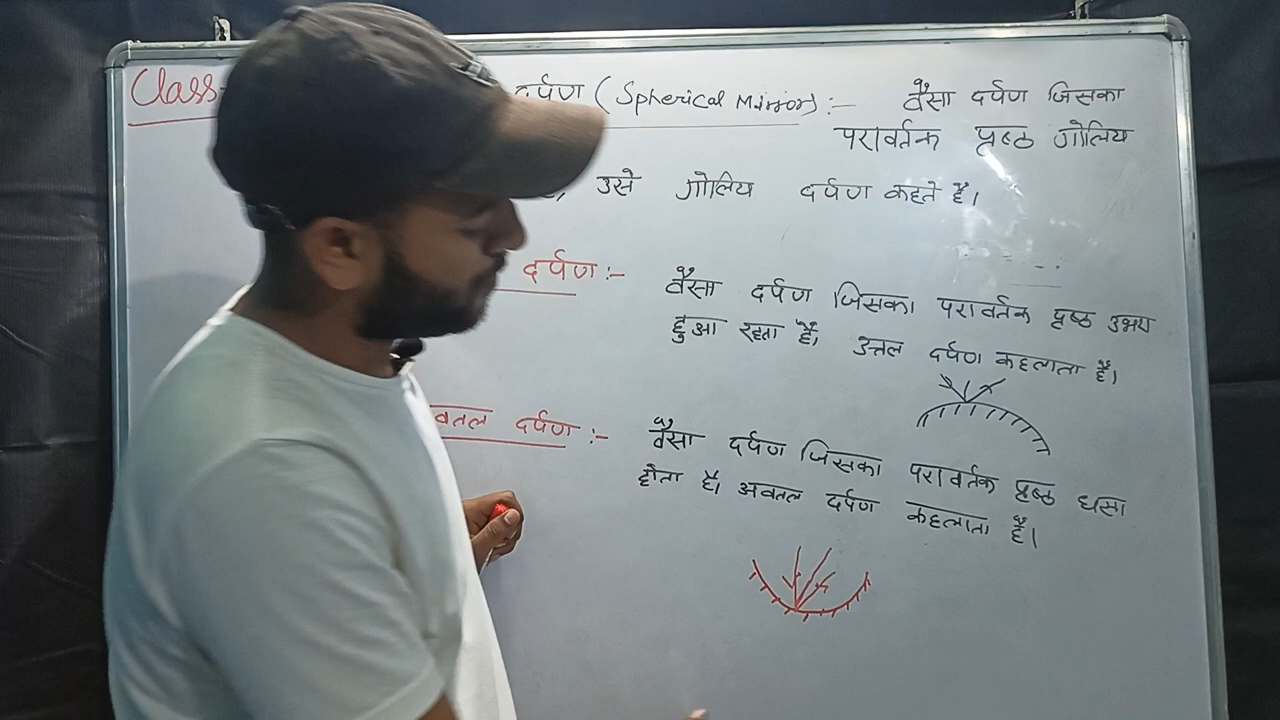 Class
दर्पण (Spherical Mirror) :- वैसा दर्पण जिसका
परावर्तक पृष्ठ गोलिय
उसे गोलिय दर्पण कहते है।
दर्पण :- वैसा दर्पण जिसका परावर्तक पृष्ठ उभरा
हुआ रहता है, उत्तल दर्पण कहलाता है।
वतल दर्पण :- वैसा दर्पण जिसका परावर्तक पृष्ठ धसा
होता है, अवतल दर्पण कहलाता है।